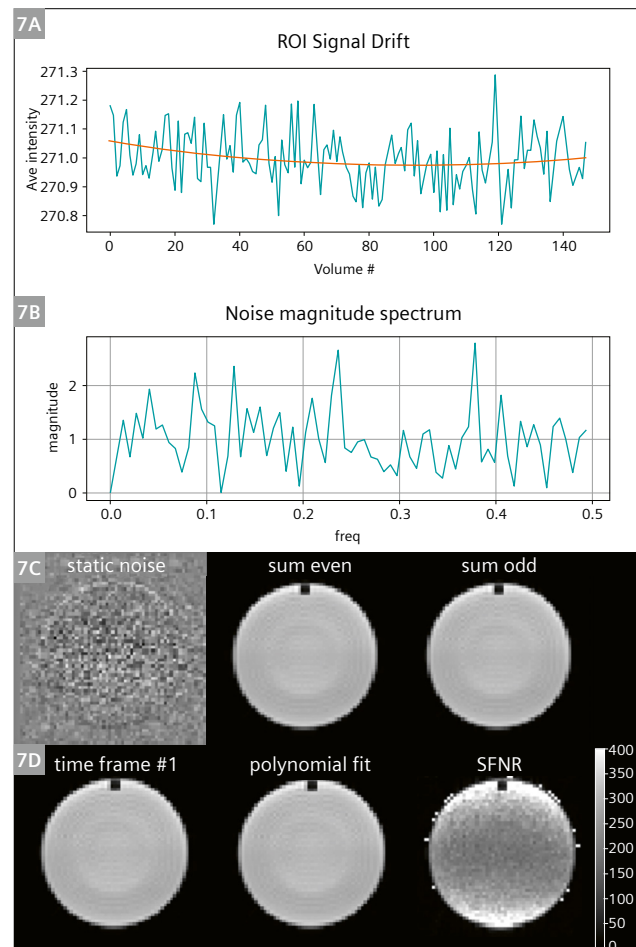 7A
ROI Signal Drift
271.3
271.2
271.1
271.0
270.9
270.8
Ave intensity
0 20 40 60 80 100 120 140
Volume #
7B
Noise magnitude spectrum
2
1
0
magnitude
0.0 0.1 0.2 0.3 0.4 0.5
freq
7C
static noise sum even sum odd
7D
time frame #1 polynomial fit SFNR
400
350
300
250
200
150
100
50
0